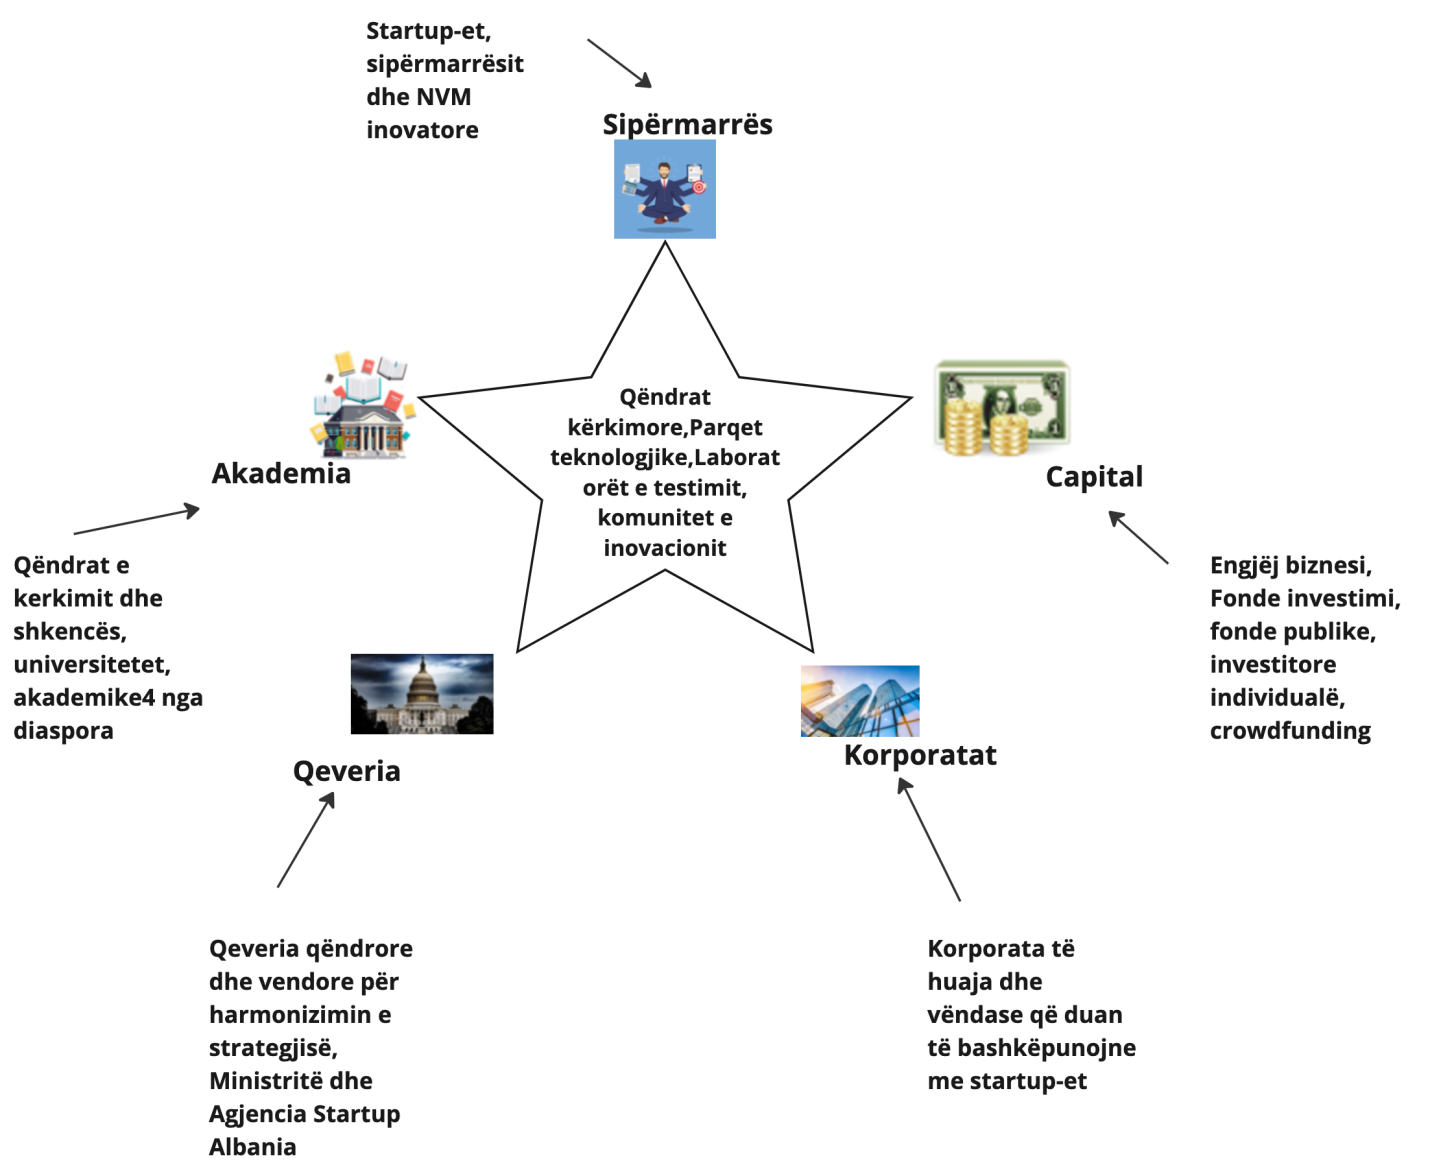 Startup-et,
sipërmarrësit
dhe NVM
inovatore
Sipërmarrës
Qëndrat
kërkimore,Parqet
teknologjike,Laborat
orët e testimit,
komunitet e
inovacionit
Akademia
Capital
Qëndrat e
kerkimit dhe
shkencës,
universitetet,
akademike4 nga
diaspora
Engjëj biznesi,
Fonde investimi,
fonde publike,
investitore
individualë,
crowdfunding
Qeveria
Korporatat
Qeveria qëndrore
dhe vendore për
harmonizimin e
strategjisë,
Ministritë dhe
Agjencia Startup
Albania
Korporata të
huaja dhe
vëndase që duan
të bashkëpunojne
me startup-et